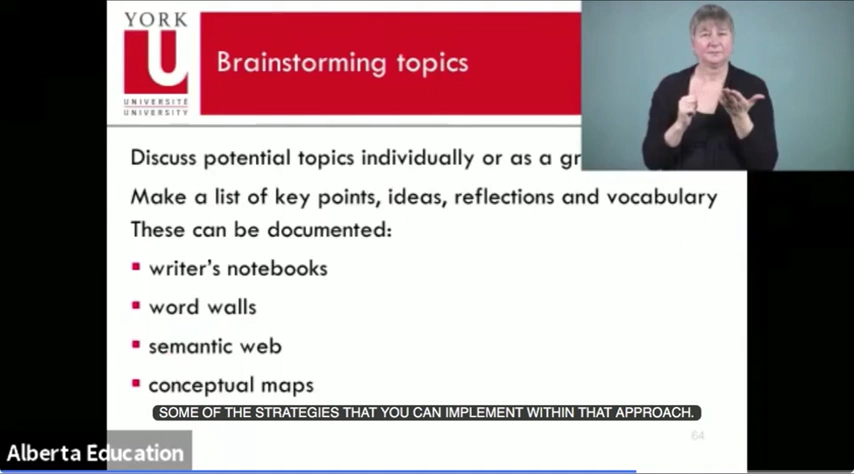 YORK
U
UNIVERSITÉ
UNIVERSITY
Brainstorming topics
Discuss potential topics individually or as a gr
Make a list of key points, ideas, reflections and vocabulary
These can be documented:
▪ writer's notebooks
▪ word walls
▪ semantic web
▪ conceptual maps
SOME OF THE STRATEGIES THAT YOU CAN IMPLEMENT WITHIN THAT APPROACH.
64
Alberta Education